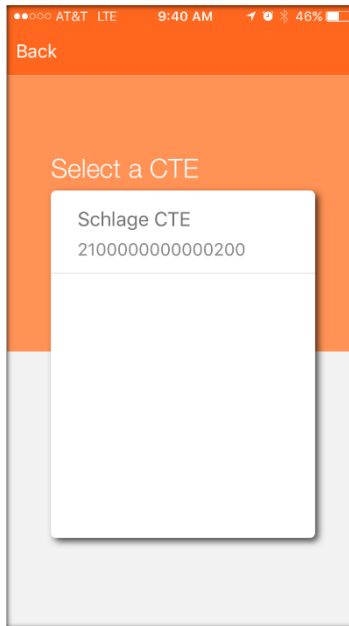 AT&T LTE 9:40 AM 46%
Back
Select a CTE
Schlage CTE
2100000000000200